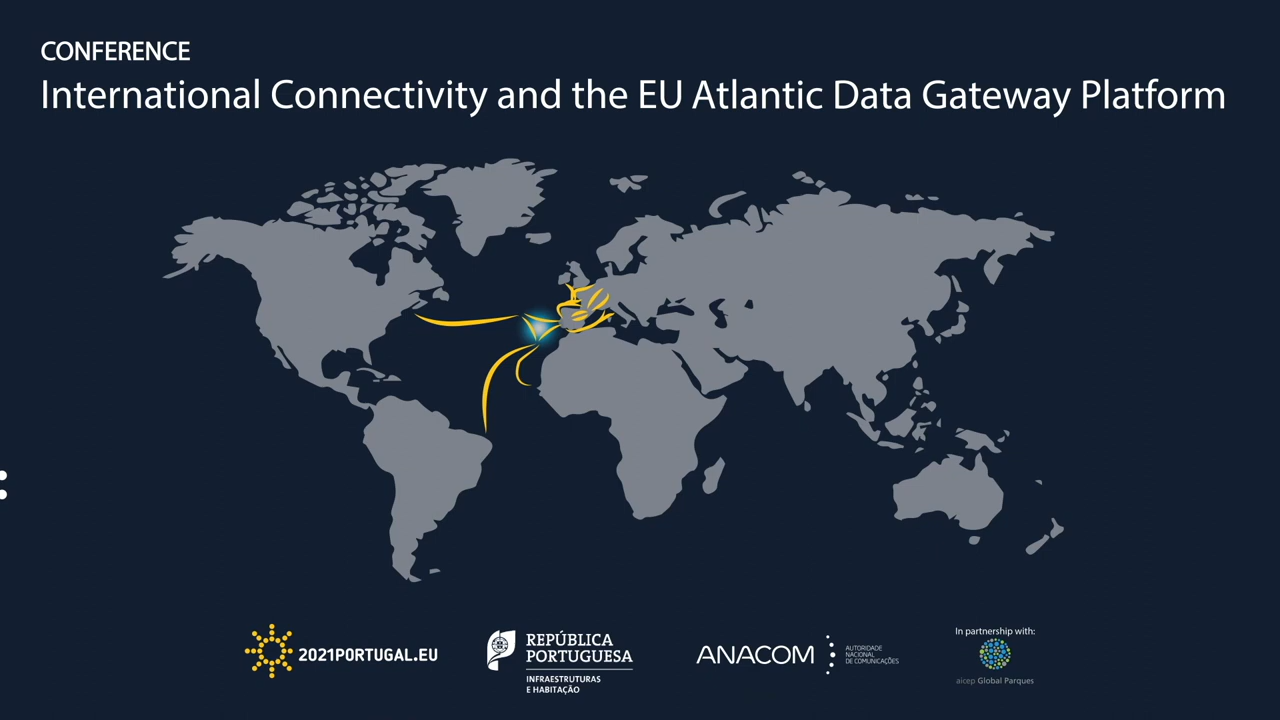 CONFERENCE
International Connectivity and the EU Atlantic Data Gateway Platform
:
2021PORTUGAL.EU
REPÚBLICA
PORTUGUESA
INFRAESTRUTURAS
E HABITAÇÃO
ANACOM
AUTORIDADE
NACIONAL
DE COMUNICAÇÕES
In partnership with:
aicep Global Parques